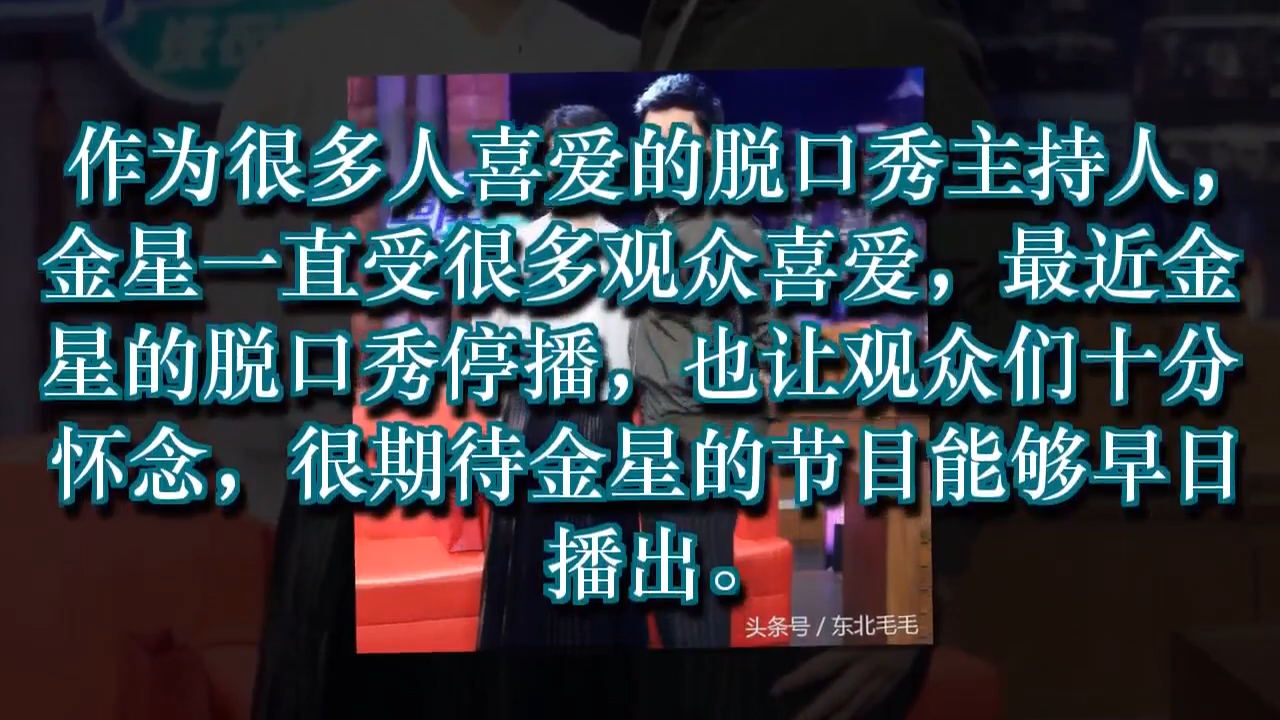 作为很多人喜爱的脱口秀主持人，
金星一直受很多观众喜爱，最近金
星的脱口秀停播，也让观众们十分
怀念，很期待金星的节目能够早日
播出。
头条号 / 东北毛毛